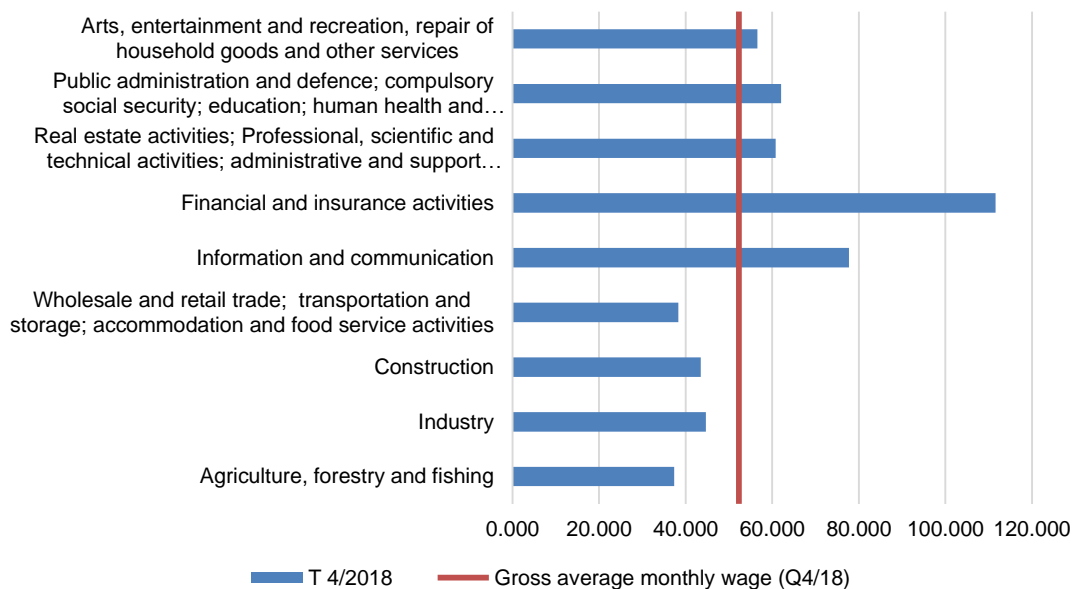 Arts, entertainment and recreation, repair of
household goods and other services
Public administration and defence; compulsory
social security; education; human health and…
Real estate activities; Professional, scientific and
technical activities; administrative and support…
Financial and insurance activities
Information and communication
Wholesale and retail trade;  transportation and
storage; accommodation and food service activities
Construction
Industry
Agriculture, forestry and fishing
0.000 20.000 40.000 60.000 80.000 100.000 120.000
T 4/2018 Gross average monthly wage (Q4/18)